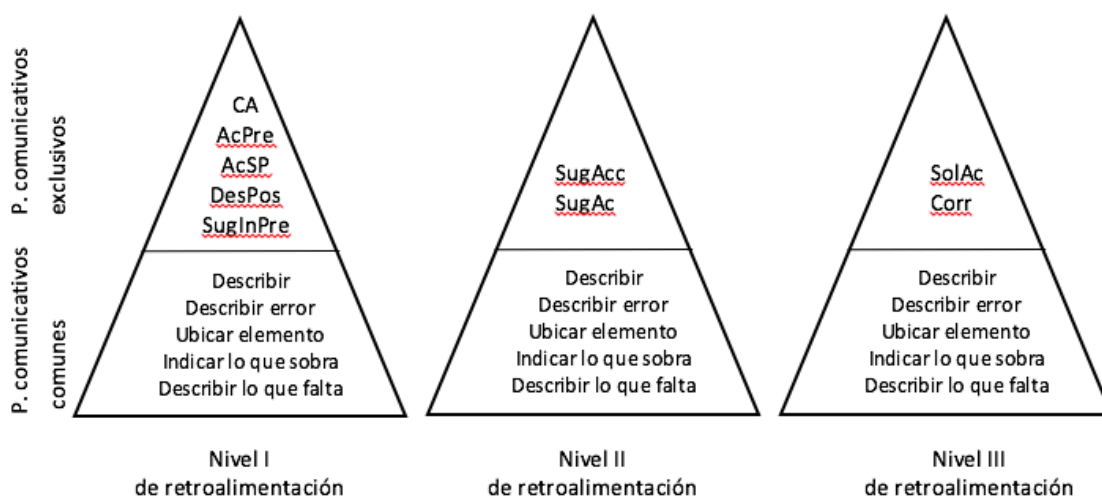 P. comunicativos
exclusivos
CA
AcPre
AcSP
DesPos
SugInPre
SugAcc
SugAc
SolAc
Corr
P. comunicativos
comunes
Describir
Describir error
Ubicar elemento
Indicar lo que sobra
Describir lo que falta
Describir
Describir error
Ubicar elemento
Indicar lo que sobra
Describir lo que falta
Describir
Describir error
Ubicar elemento
Indicar lo que sobra
Describir lo que falta
Nivel I
de retroalimentación
Nivel II
de retroalimentación
Nivel III
de retroalimentación